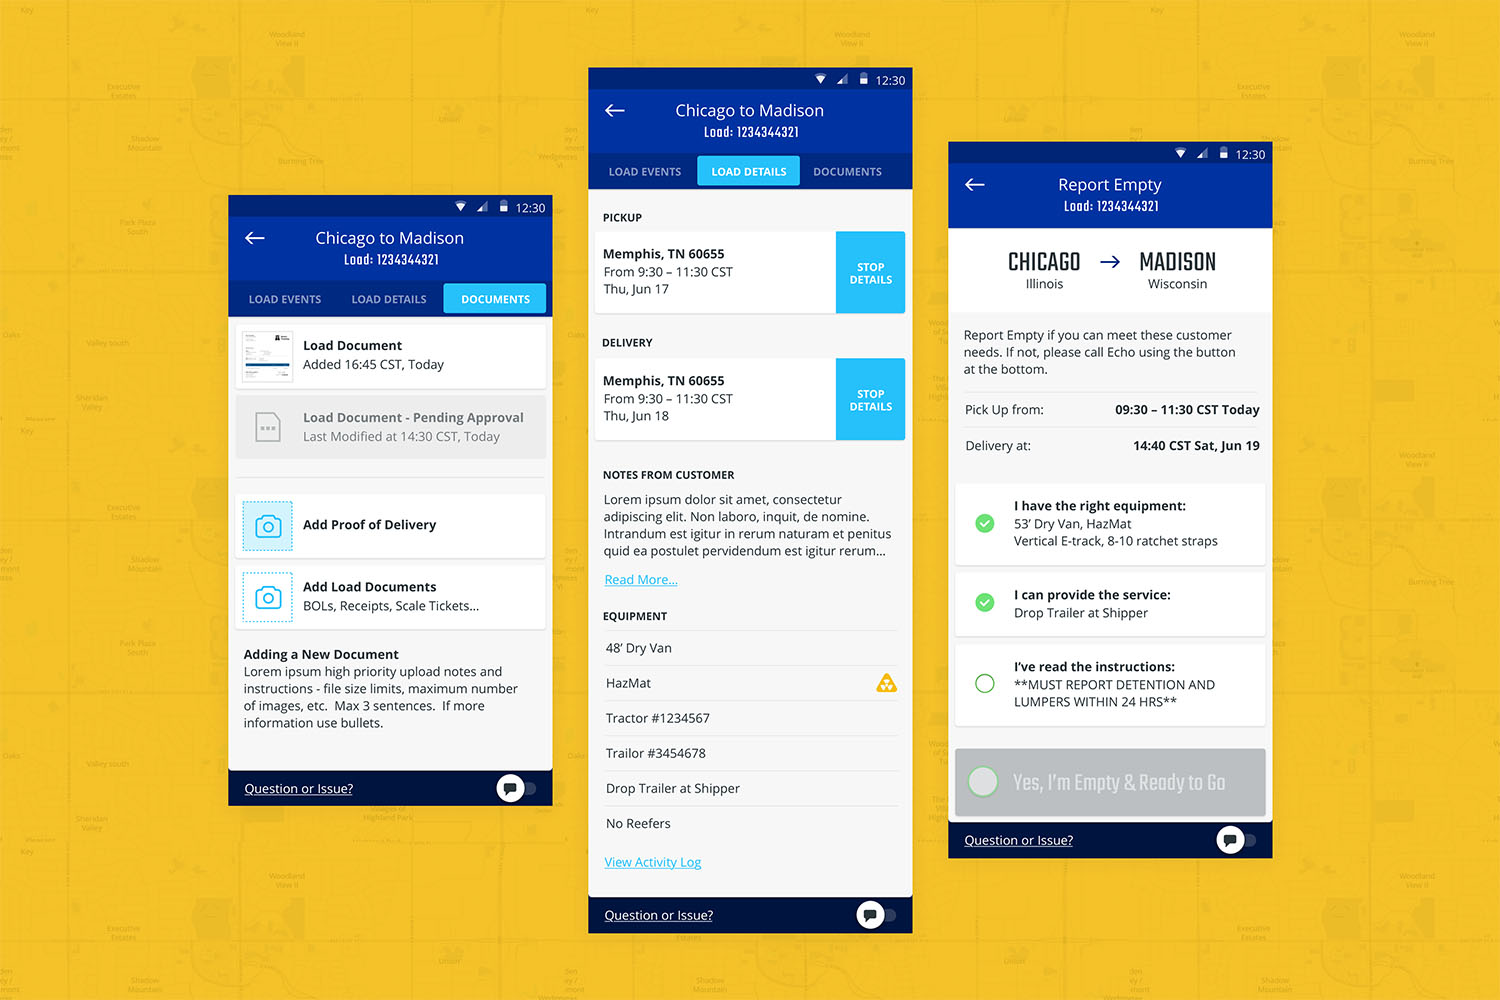 12:30
Chicago to Madison
Load: 1234344321
LOAD EVENTS LOAD DETAILS DOCUMENTS
Load Document
Added 16:45 CST, Today
Load Document - Pending Approval
Last Modified at 14:30 CST, Today
Add Proof of Delivery
Add Load Documents
BOLs, Receipts, Scale Tickets...
Adding a New Document
Lorem ipsum high priority upload notes and
instructions - file size limits, maximum number
of images, etc. Max 3 sentences. If more
information use bullets.
Question or Issue?
12:30
Chicago to Madison
Load: 1234344321
LOAD EVENTS LOAD DETAILS DOCUMENTS
PICKUP
Memphis, TN 60655
From 9:30 – 11:30 CST
Thu, Jun 17
STOP
DETAILS
DELIVERY
Memphis, TN 60655
From 9:30 – 11:30 CST
Thu, Jun 18
STOP
DETAILS
NOTES FROM CUSTOMER
Lorem ipsum dolor sit amet, consectetur
adipiscing elit. Non laboro, inquit, de nomine.
Intrandum est igitur in rerum naturam et penitus
quid ea postulet pervidendum est igitur rerum...
Read More...
EQUIPMENT
48’ Dry Van
HazMat
Tractor #1234567
Trailor #3454678
Drop Trailer at Shipper
No Reefers
View Activity Log
Question or Issue?
12:30
Report Empty
Load: 1234344321
CHICAGO
Illinois
MADISON
Wisconsin
Report Empty if you can meet these customer
needs. If not, please call Echo using the button
at the bottom.
Pick Up from: 09:30 – 11:30 CST Today
Delivery at: 14:40 CST Sat, Jun 19
I have the right equipment:
53’ Dry Van, HazMat
Vertical E-track, 8-10 ratchet straps
I can provide the service:
Drop Trailer at Shipper
I’ve read the instructions:
**MUST REPORT DETENTION AND
LUMPERS WITHIN 24 HRS**
Yes, I’m Empty & Ready to Go
Question or Issue?